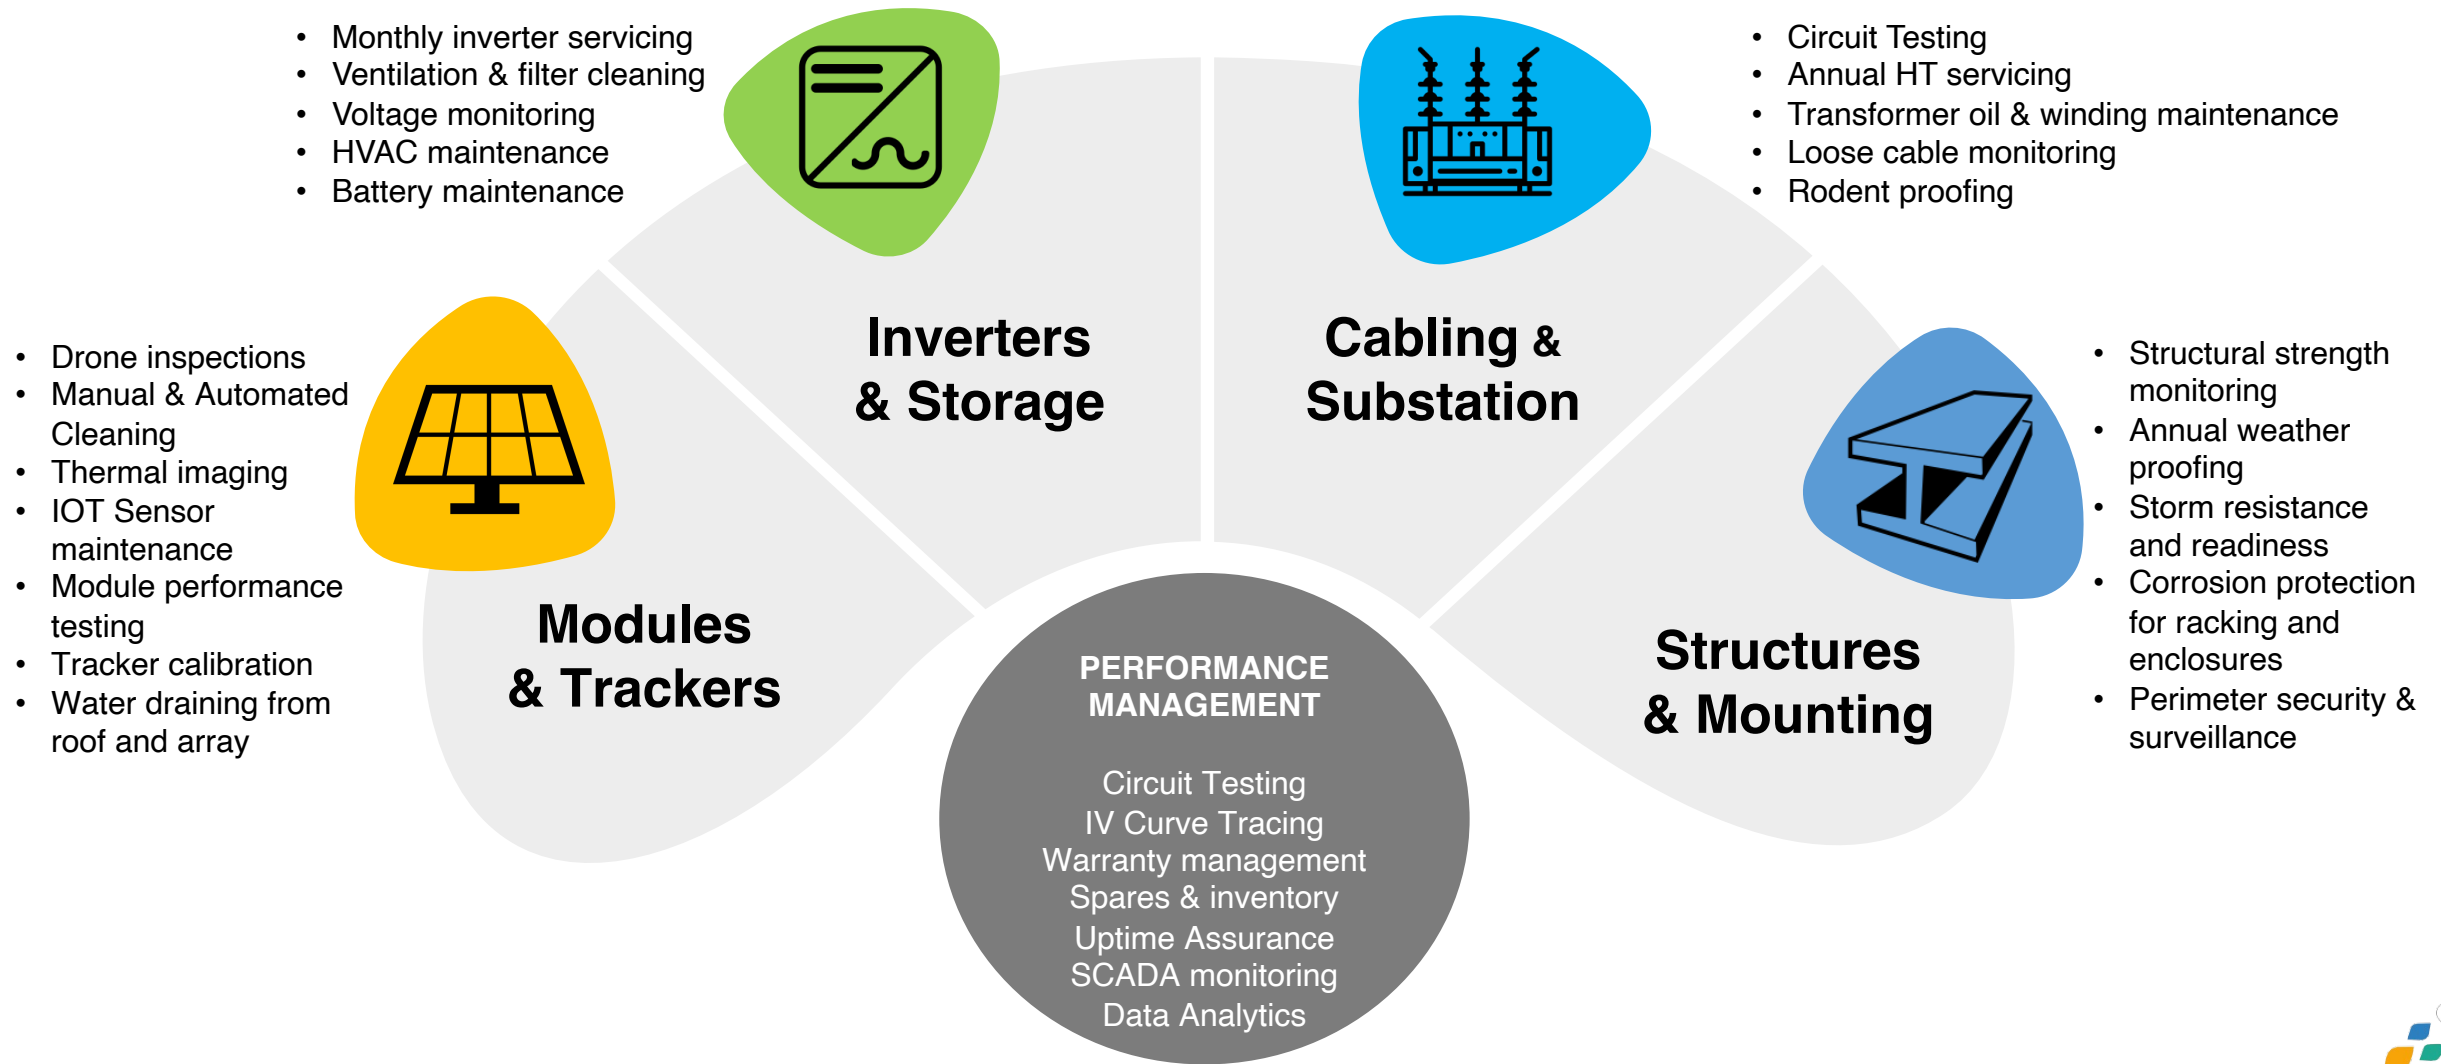 • Monthly inverter servicing
• Ventilation & filter cleaning
• Voltage monitoring
• HVAC maintenance
• Battery maintenance
• Circuit Testing
• Annual HT servicing
• Transformer oil & winding maintenance
• Loose cable monitoring
• Rodent proofing
• Drone inspections
• Manual & Automated
Cleaning
• Thermal imaging
• IOT Sensor
maintenance
• Module performance
testing
• Tracker calibration
• Water draining from
roof and array
Modules
& Trackers
Inverters
& Storage
Cabling &
Substation
Structures
& Mounting
• Structural strength
monitoring
• Annual weather
proofing
• Storm resistance
and readiness
• Corrosion protection
for racking and
enclosures
• Perimeter security &
surveillance
PERFORMANCE
MANAGEMENT
Circuit Testing
IV Curve Tracing
Warranty management
Spares & inventory
Uptime Assurance
SCADA monitoring
Data Analytics